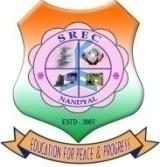 SREC
NANDYAL
ESTD - 2007
EDUCATION FOR PEACE & PROGRESS